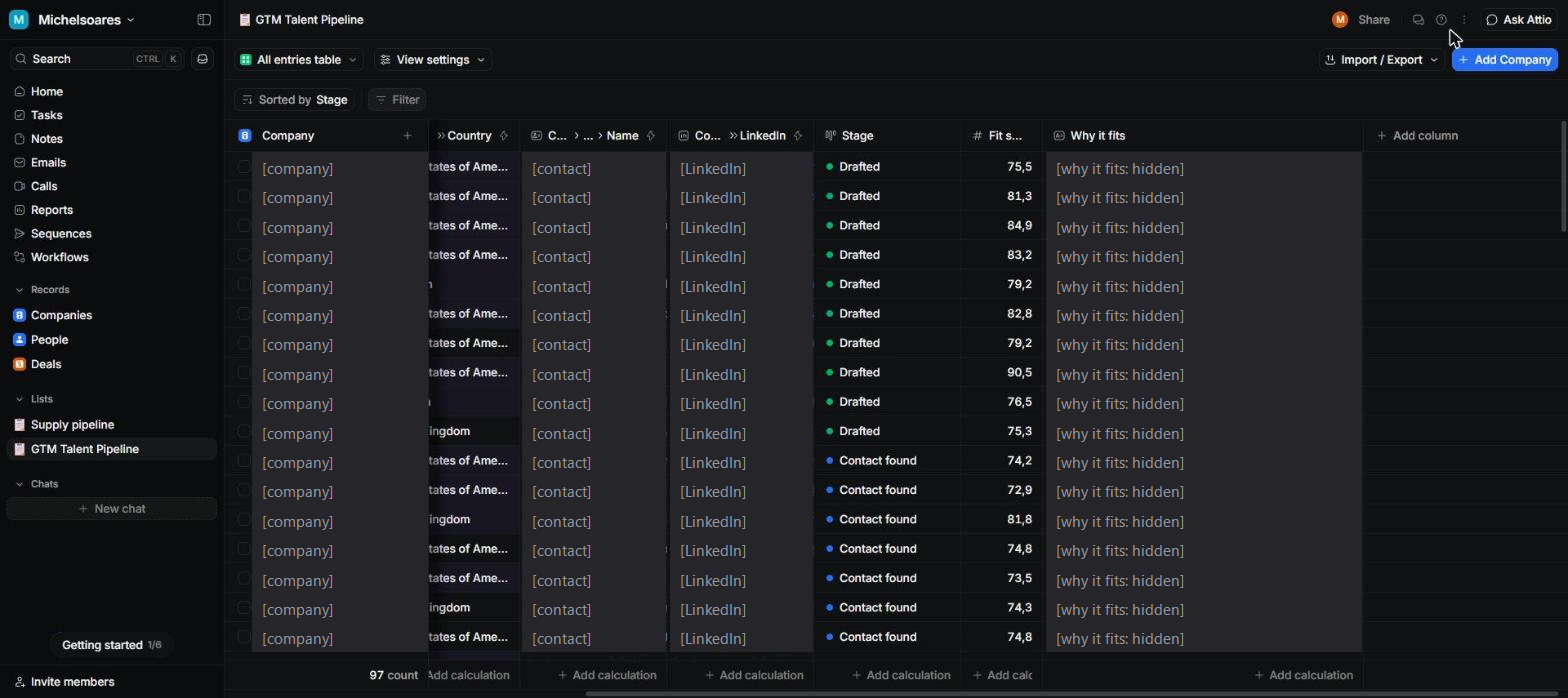 M Michelsoares
GTM Talent Pipeline
M Share
Ask Attio
Search CTRL K
All entries table
View settings
Import / Export
+ Add Company
Sorted by Stage
Filter
Home
Tasks
Notes
Emails
Calls
Reports
Sequences
Workflows
Records
Companies
People
Deals
Lists
Supply pipeline
GTM Talent Pipeline
Chats
+ New chat
Getting started 1/6
Invite members
Company + » Country C... > ... > Name Co... » LinkedIn Stage # Fit s... Why it fits + Add column
[company] tates of Ame... [contact] [LinkedIn] Drafted 75,5 [why it fits: hidden]
[company] tates of Ame... [contact] [LinkedIn] Drafted 81,3 [why it fits: hidden]
[company] tates of Ame... [contact] [LinkedIn] Drafted 84,9 [why it fits: hidden]
[company] tates of Ame... [contact] [LinkedIn] Drafted 83,2 [why it fits: hidden]
[company] [contact] [LinkedIn] Drafted 79,2 [why it fits: hidden]
[company] tates of Ame... [contact] [LinkedIn] Drafted 82,8 [why it fits: hidden]
[company] tates of Ame... [contact] [LinkedIn] Drafted 79,2 [why it fits: hidden]
[company] tates of Ame... [contact] [LinkedIn] Drafted 90,5 [why it fits: hidden]
[company] [contact] [LinkedIn] Drafted 76,5 [why it fits: hidden]
[company] ingdom [contact] [LinkedIn] Drafted 75,3 [why it fits: hidden]
[company] tates of Ame... [contact] [LinkedIn] Contact found 74,2 [why it fits: hidden]
[company] tates of Ame... [contact] [LinkedIn] Contact found 72,9 [why it fits: hidden]
[company] ingdom [contact] [LinkedIn] Contact found 81,8 [why it fits: hidden]
[company] tates of Ame... [contact] [LinkedIn] Contact found 74,8 [why it fits: hidden]
[company] tates of Ame... [contact] [LinkedIn] Contact found 73,5 [why it fits: hidden]
[company] ingdom [contact] [LinkedIn] Contact found 74,3 [why it fits: hidden]
[company] tates of Ame... [contact] [LinkedIn] Contact found 74,8 [why it fits: hidden]
97 count Add calculation + Add calculation + Add calculation + Add calculation + Add calc + Add calculation